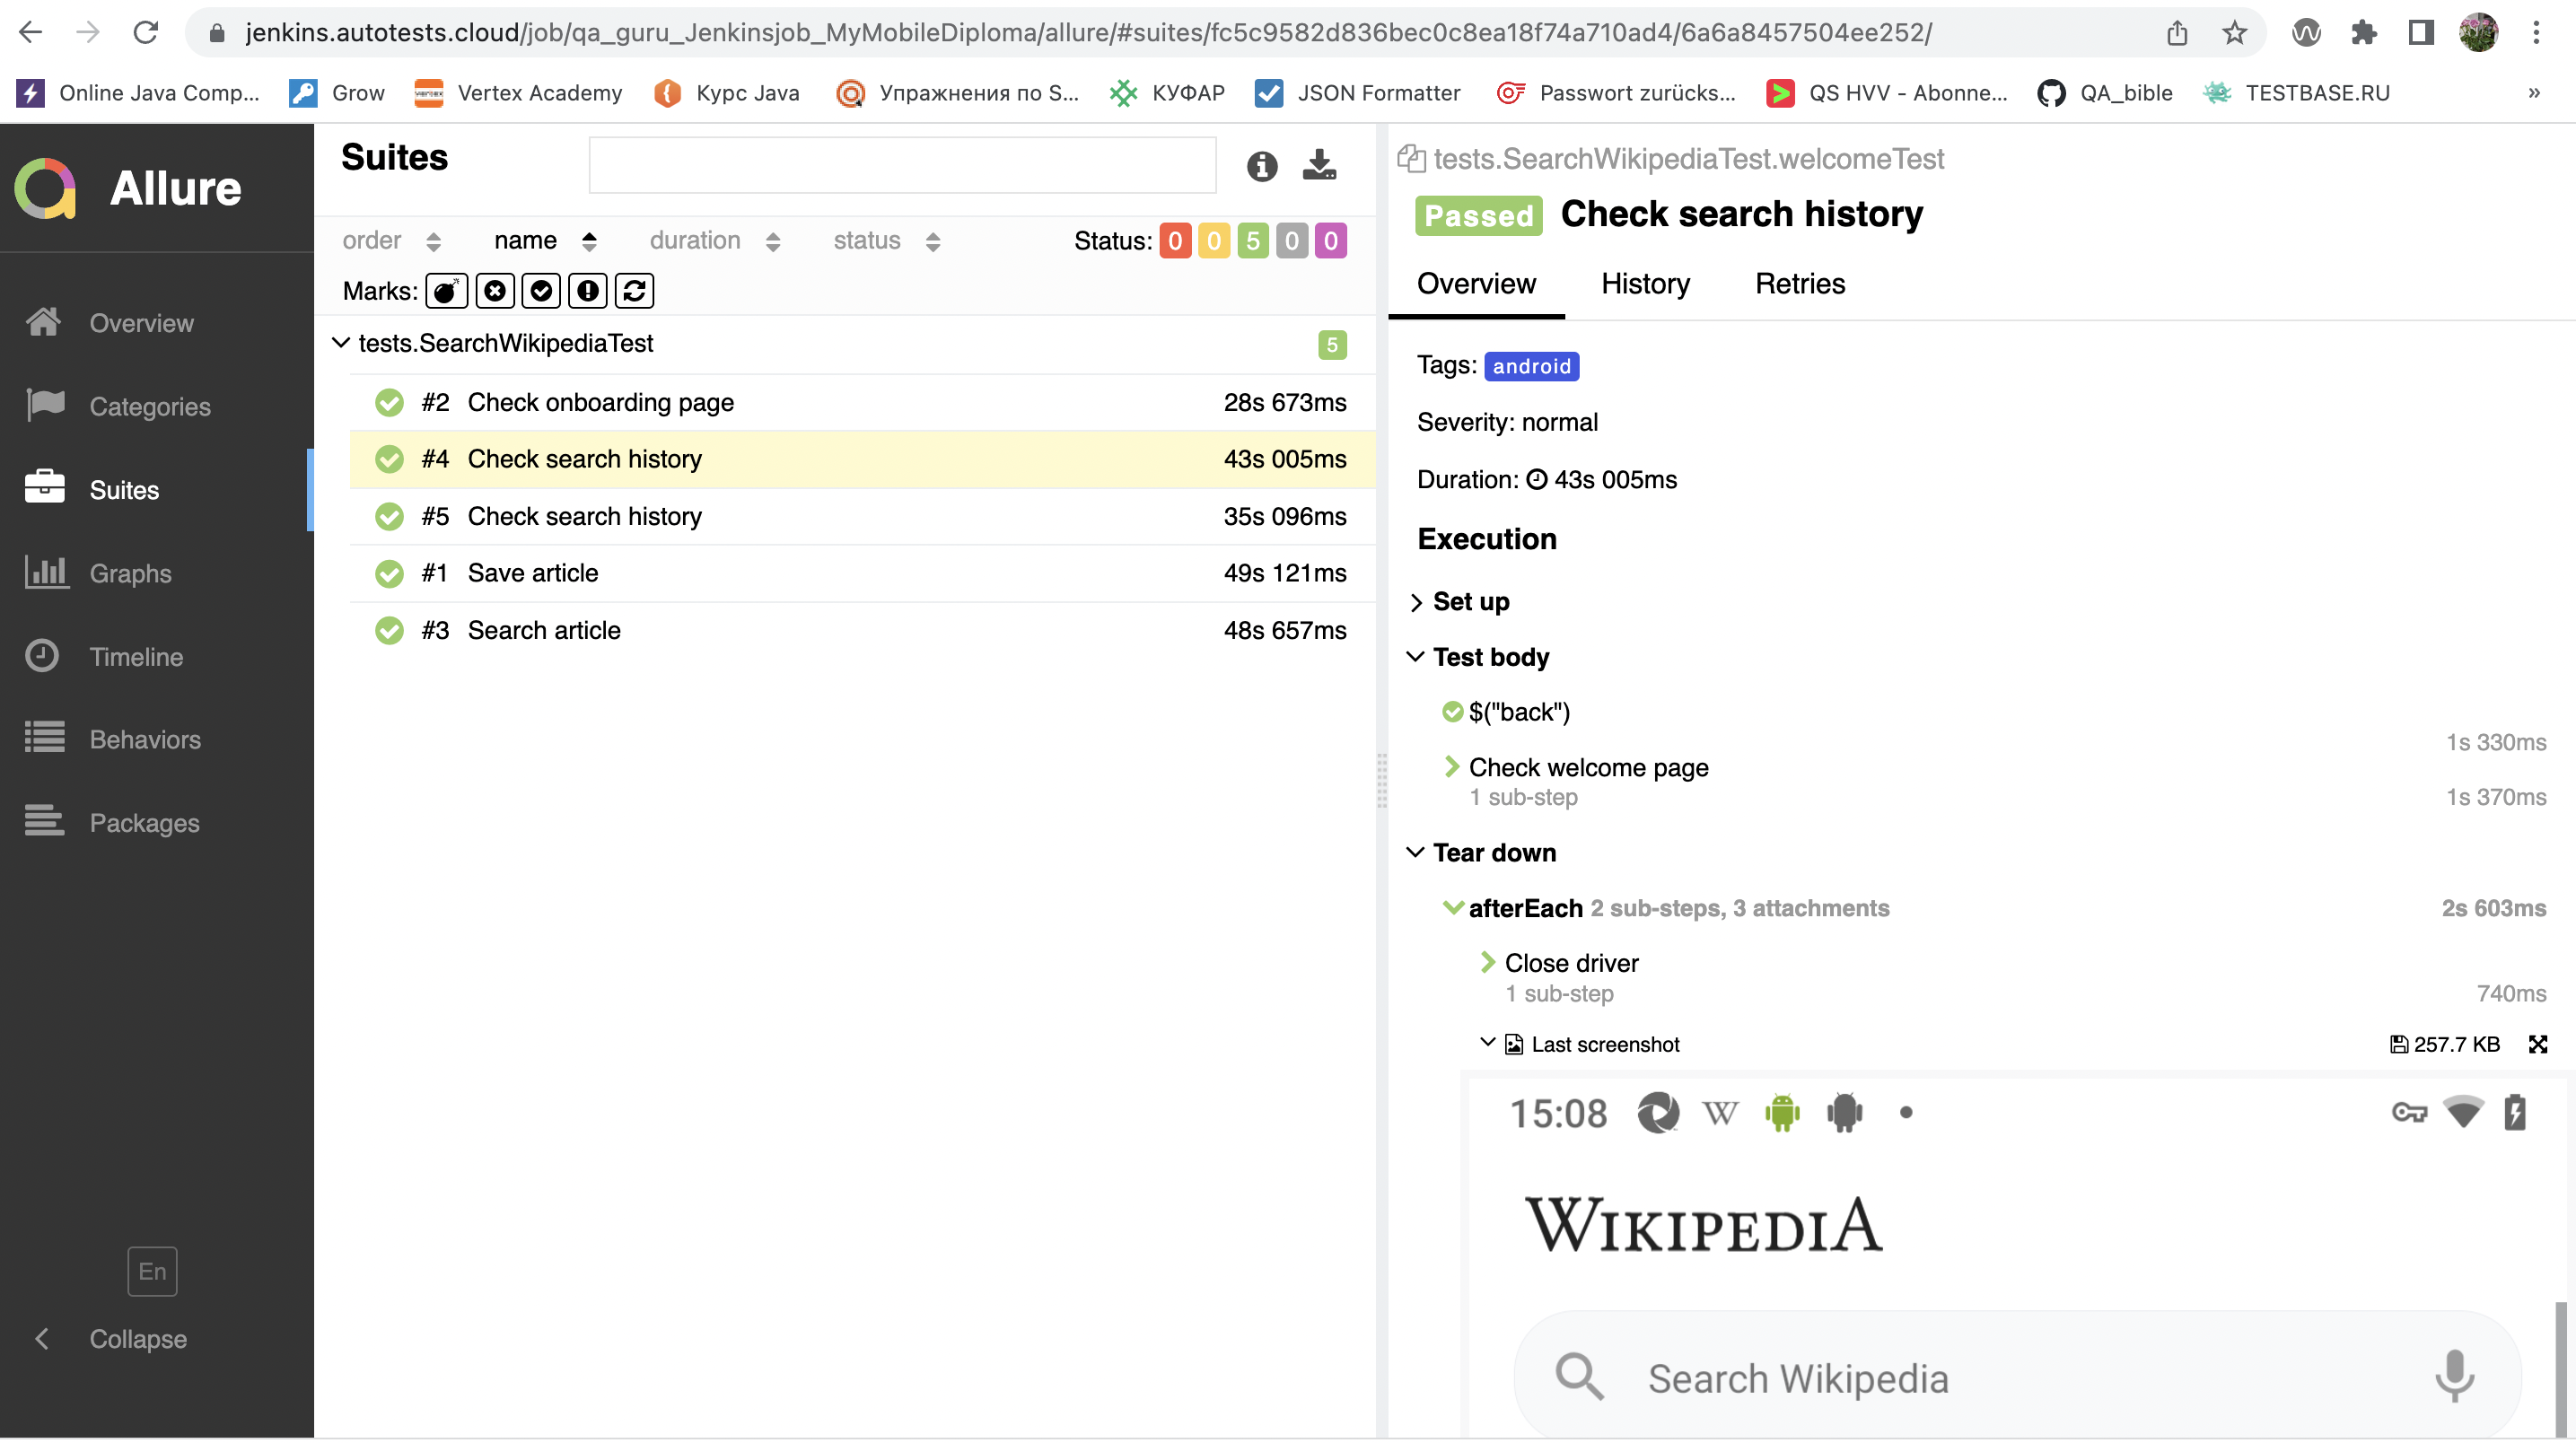 jenkins.autotests.cloud/job/qa_guru_Jenkinsjob_MyMobileDiploma/allure/#suites/fc5c9582d836bec0c8ea18f74a710ad4/6a6a8457504ee252/
Online Java Comp... Grow Vertex Academy Курс Java Упражнения по S... КУФАР JSON Formatter Passwort zurücks... QS HVV - Abonne... QA_bible TESTBASE.RU »
Allure
Overview
Categories
Suites
Graphs
Timeline
Behaviors
Packages
En
Collapse
Suites
order name duration status Status: 0 0 5 0 0
Marks:
tests.SearchWikipediaTest 5
#2 Check onboarding page 28s 673ms
#4 Check search history 43s 005ms
#5 Check search history 35s 096ms
#1 Save article 49s 121ms
#3 Search article 48s 657ms
tests.SearchWikipediaTest.welcomeTest
Passed Check search history
Overview History Retries
Tags: android
Severity: normal
Duration: 43s 005ms
Execution
Set up
Test body
$("back")
1s 330ms
Check welcome page
1 sub-step 1s 370ms
Tear down
afterEach 2 sub-steps, 3 attachments 2s 603ms
Close driver
1 sub-step 740ms
Last screenshot 257.7 KB
15:08 W
WIKIPEDIA
Search Wikipedia